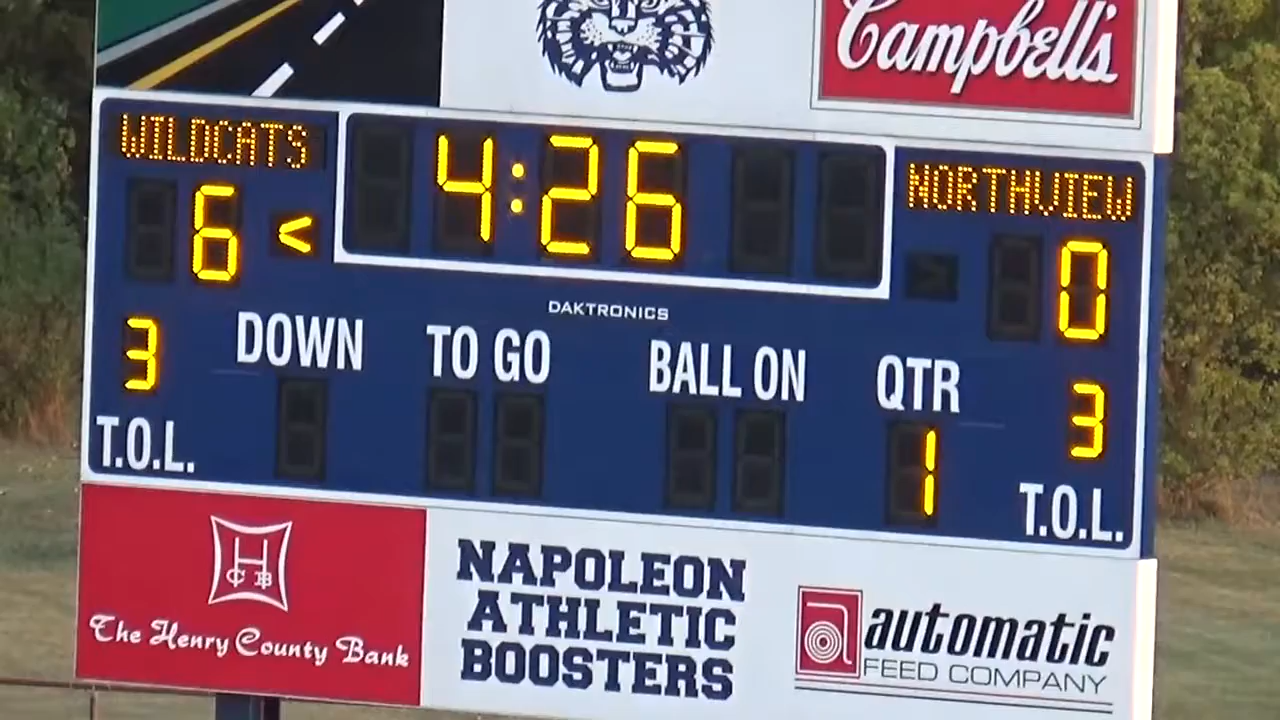 Campbell's
WILDCATS
4:26
NORTHVIEW
6 <
0
DAKTRONICS
3
DOWN
TO GO
BALL ON
QTR
3
T.O.L.
1
T.O.L.
H
C B
The Henry County Bank
NAPOLEON
ATHLETIC
BOOSTERS
a
automatic
FEED COMPANY